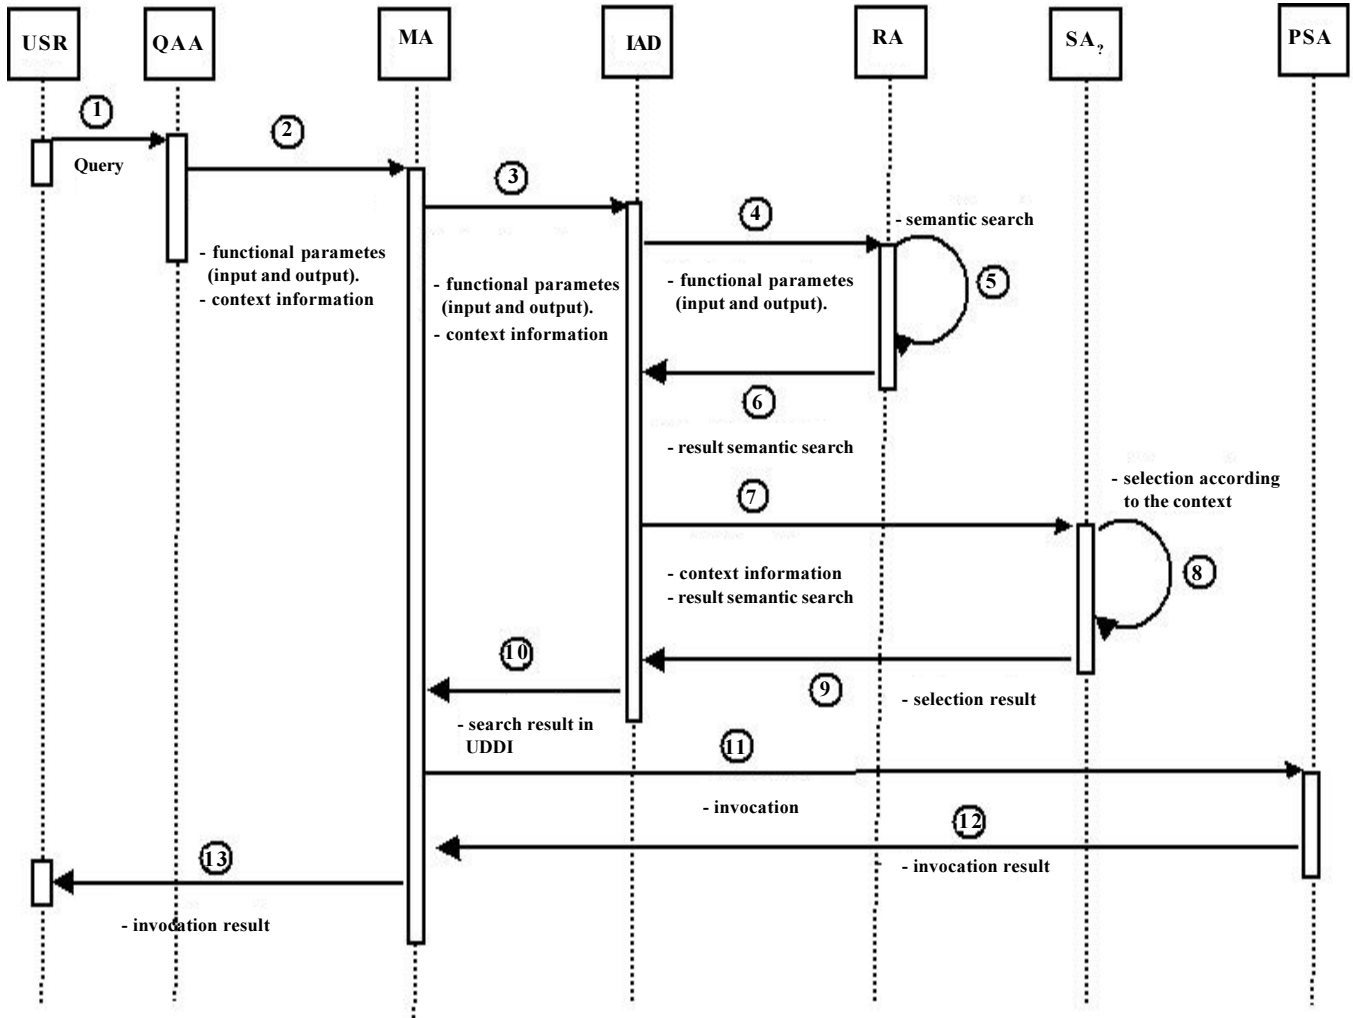 USR QAA MA IAD RA SA? PSA
1
2
3
4
Query
- semantic search
- functional parametes
(input and output).
- context information
- functional parametes
(input and output).
- context information
- functional parametes
(input and output).
5
6
- result semantic search
7
- selection according
to the context
- context information
- result semantic search
8
10
9
- selection result
- search result in
UDDI
11
- invocation
12
- invocation result
13
- invocation result